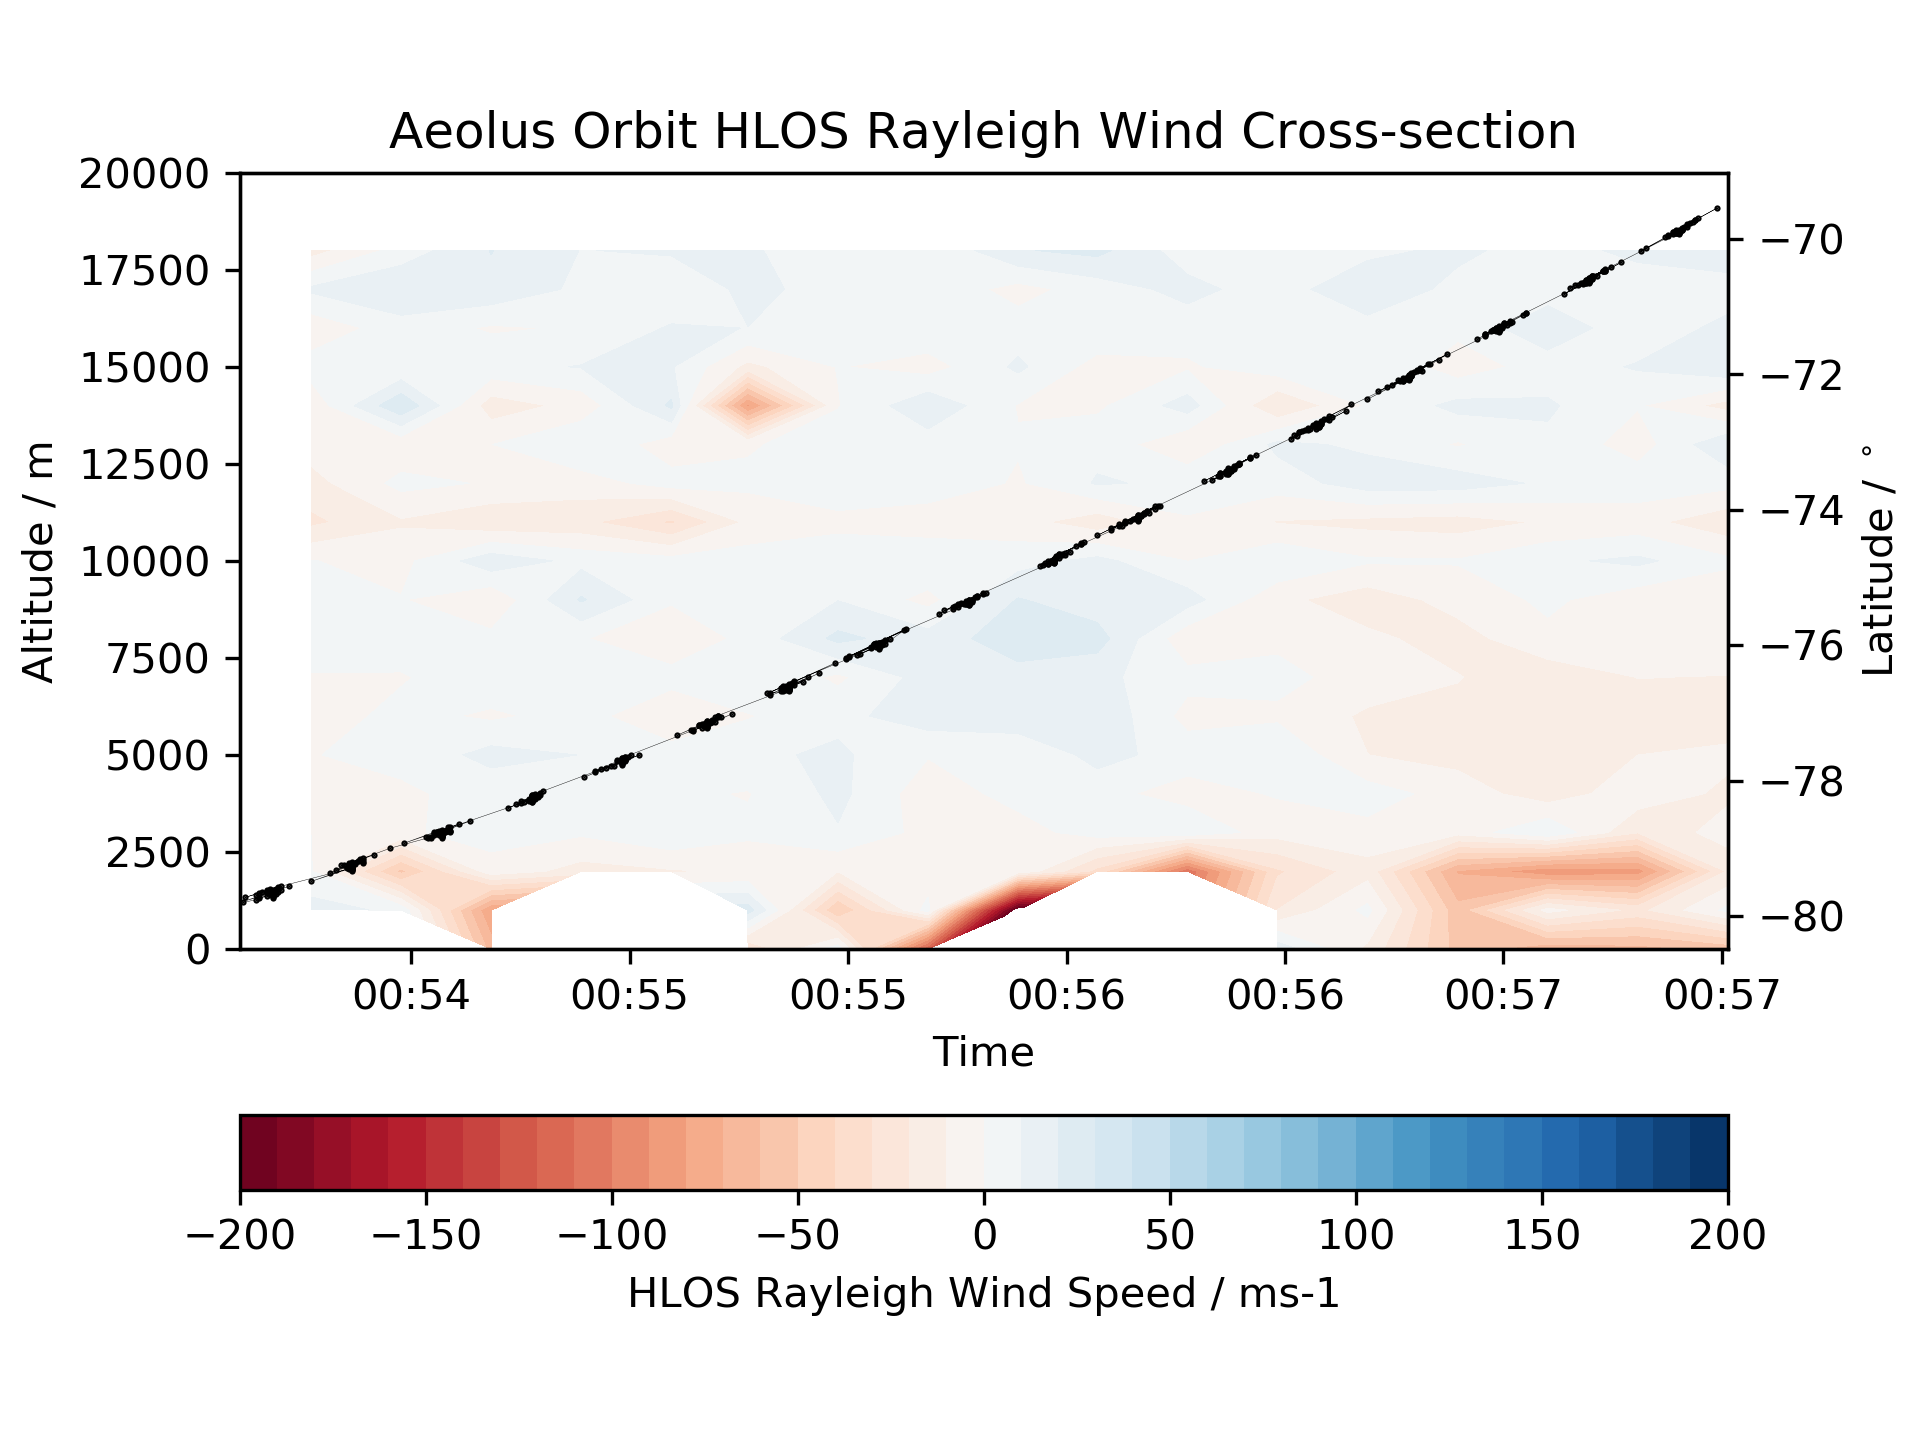 Aeolus Orbit HLOS Rayleigh Wind Cross-section
20000
17500
15000
12500
10000
7500
5000
2500
0
Altitude / m
−70
−72
−74
−76
−78
−80
Latitude / °
00:54 00:55 00:55 00:56 00:56 00:57 00:57
Time
−200 −150 −100 −50 0 50 100 150 200
HLOS Rayleigh Wind Speed / ms-1